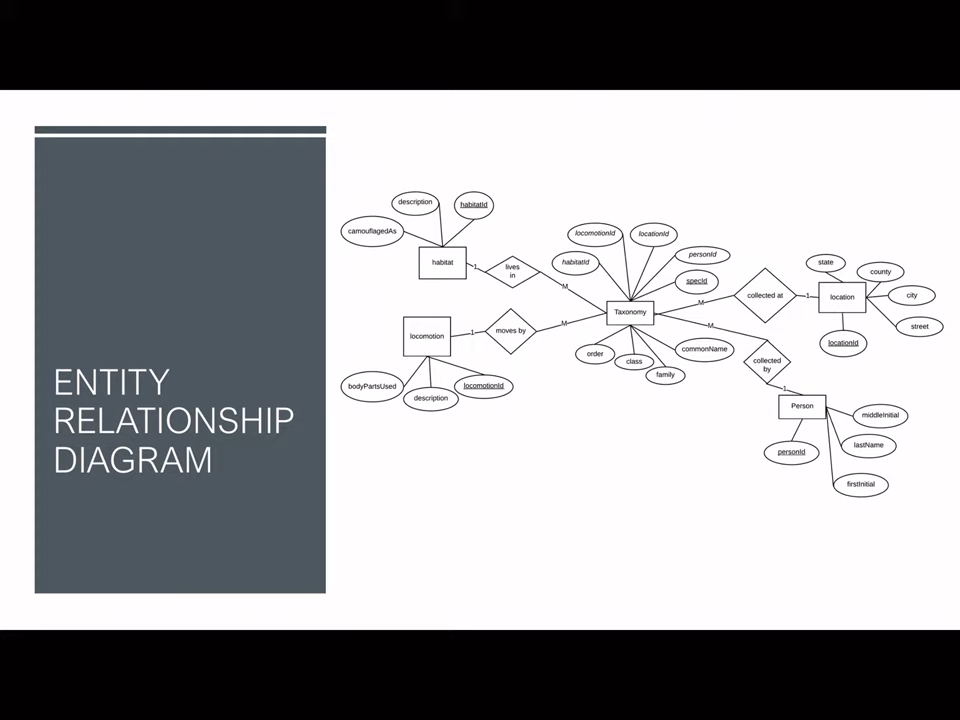 ENTITY
RELATIONSHIP
DIAGRAM
description
habitatId
camouflagedAs
habitat
1
lives
in
M
locomotion
1
moves by
M
bodyPartsUsed
description
locomotionId
locomotionId
locationId
habitatId
personId
specId
Taxonomy
order
class
family
commonName
M
collected at
1
location
state
county
city
street
locationId
M
collected
by
1
Person
personId
middleInitial
lastName
firstInitial